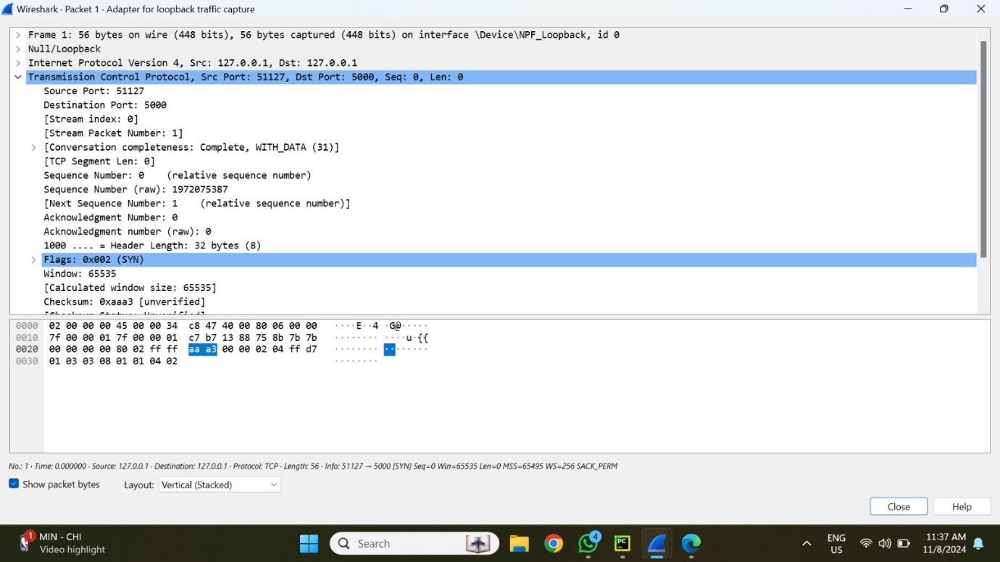 Wireshark · Packet 1 · Adapter for loopback traffic capture
Frame 1: 56 bytes on wire (448 bits), 56 bytes captured (448 bits) on interface \Device\NPF_Loopback, id 0
Null/Loopback
Internet Protocol Version 4, Src: 127.0.0.1, Dst: 127.0.0.1
Transmission Control Protocol, Src Port: 51127, Dst Port: 5000, Seq: 0, Len: 0
Source Port: 51127
Destination Port: 5000
[Stream index: 0]
[Stream Packet Number: 1]
[Conversation completeness: Complete, WITH_DATA (31)]
[TCP Segment Len: 0]
Sequence Number: 0    (relative sequence number)
Sequence Number (raw): 1972075387
[Next Sequence Number: 1    (relative sequence number)]
Acknowledgment Number: 0
Acknowledgment number (raw): 0
1000 .... = Header Length: 32 bytes (8)
Flags: 0x002 (SYN)
Window: 65535
[Calculated window size: 65535]
Checksum: 0xaaa3 [unverified]
0000 02 00 00 00 45 00 00 34 c8 47 40 00 80 06 00 00 ····E··4 ·G@·····
0010 7f 00 00 01 7f 00 00 01 c7 b7 13 88 75 8b 7b 7b ········ ····u·{{
0020 00 00 00 00 80 02 ff ff aa a3 00 00 02 04 ff d7 ········ ········
0030 01 03 03 08 01 01 04 02 ········
No.: 1 · Time: 0.000000 · Source: 127.0.0.1 · Destination: 127.0.0.1 · Protocol: TCP · Length: 56 · Info: 51127 → 5000 [SYN] Seq=0 Win=65535 Len=0 MSS=65495 WS=256 SACK_PERM
Show packet bytes Layout: Vertical (Stacked)
Close Help
1 MIN - CHI
Video highlight
Search
4
PC
ENG
US
11:37 AM
11/8/2024